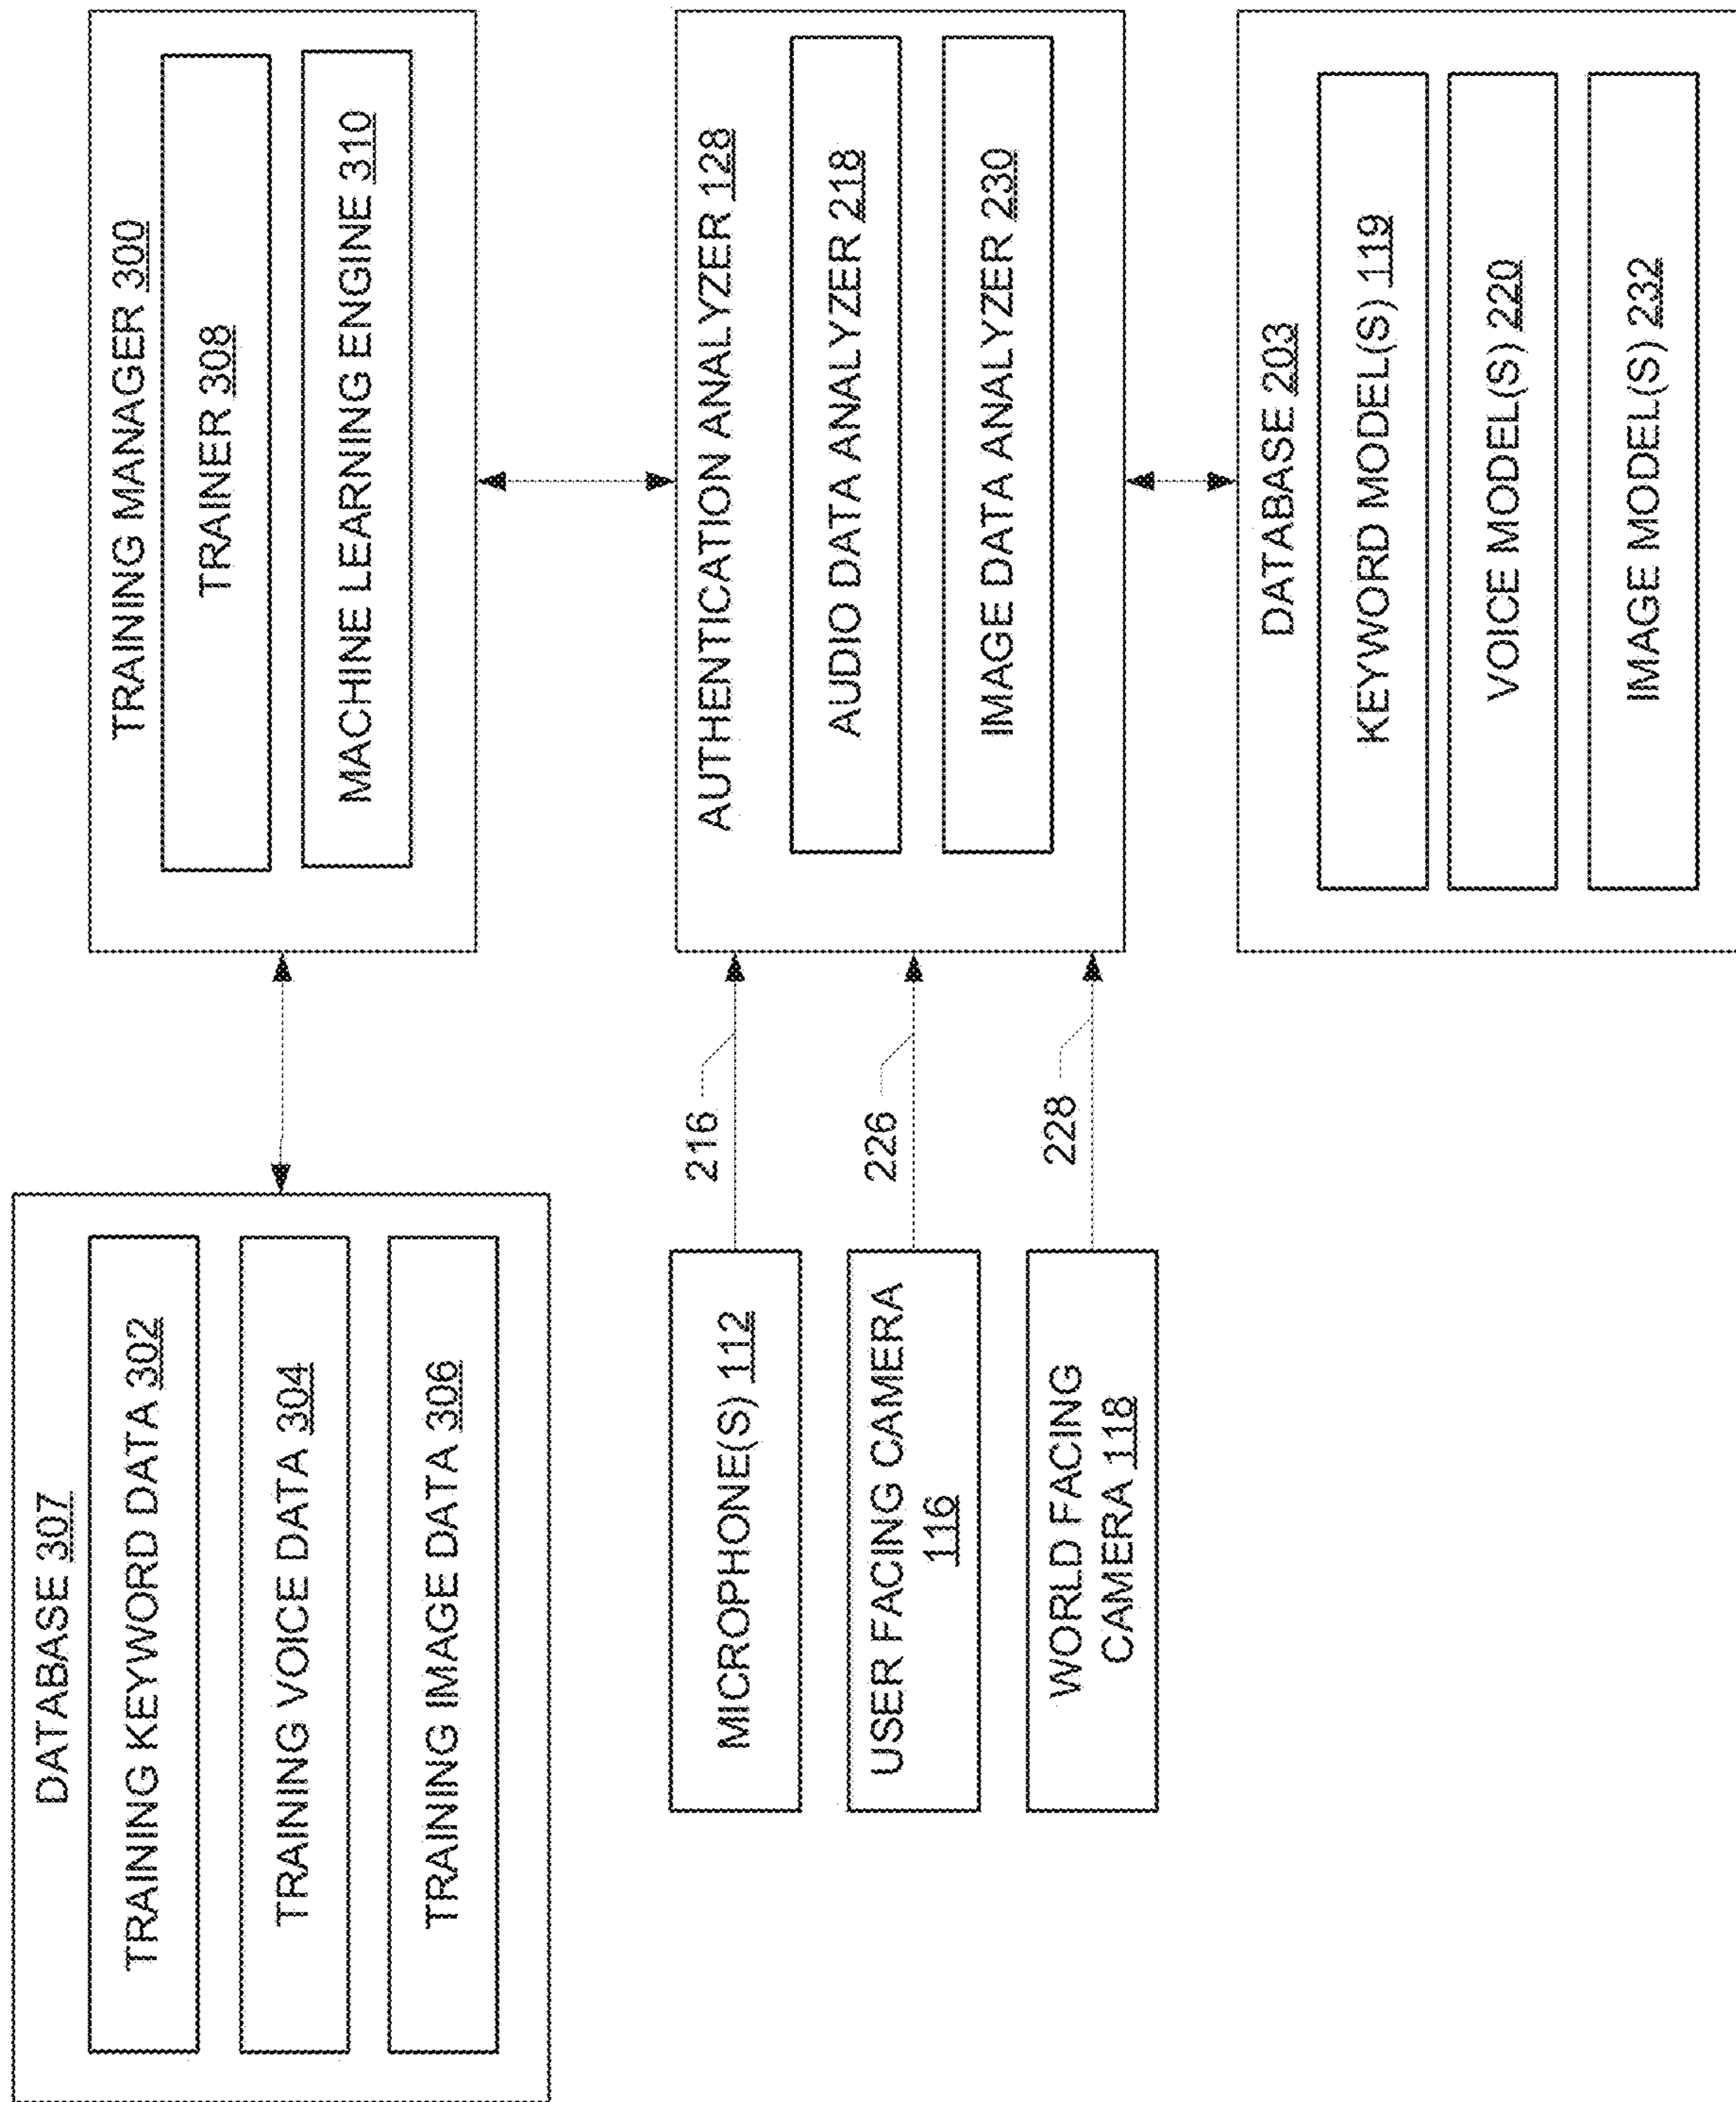 DATABASE 307
TRAINING KEYWORD DATA 302
TRAINING VOICE DATA 304
TRAINING IMAGE DATA 306
TRAINING MANAGER 300
TRAINER 308
MACHINE LEARNING ENGINE 310
MICROPHONE(S) 112
216
USER FACING CAMERA
116
226
WORLD FACING
CAMERA 118
228
AUTHENTICATION ANALYZER 128
AUDIO DATA ANALYZER 218
IMAGE DATA ANALYZER 230
DATABASE 203
KEYWORD MODEL(S) 119
VOICE MODEL(S) 220
IMAGE MODEL(S) 232